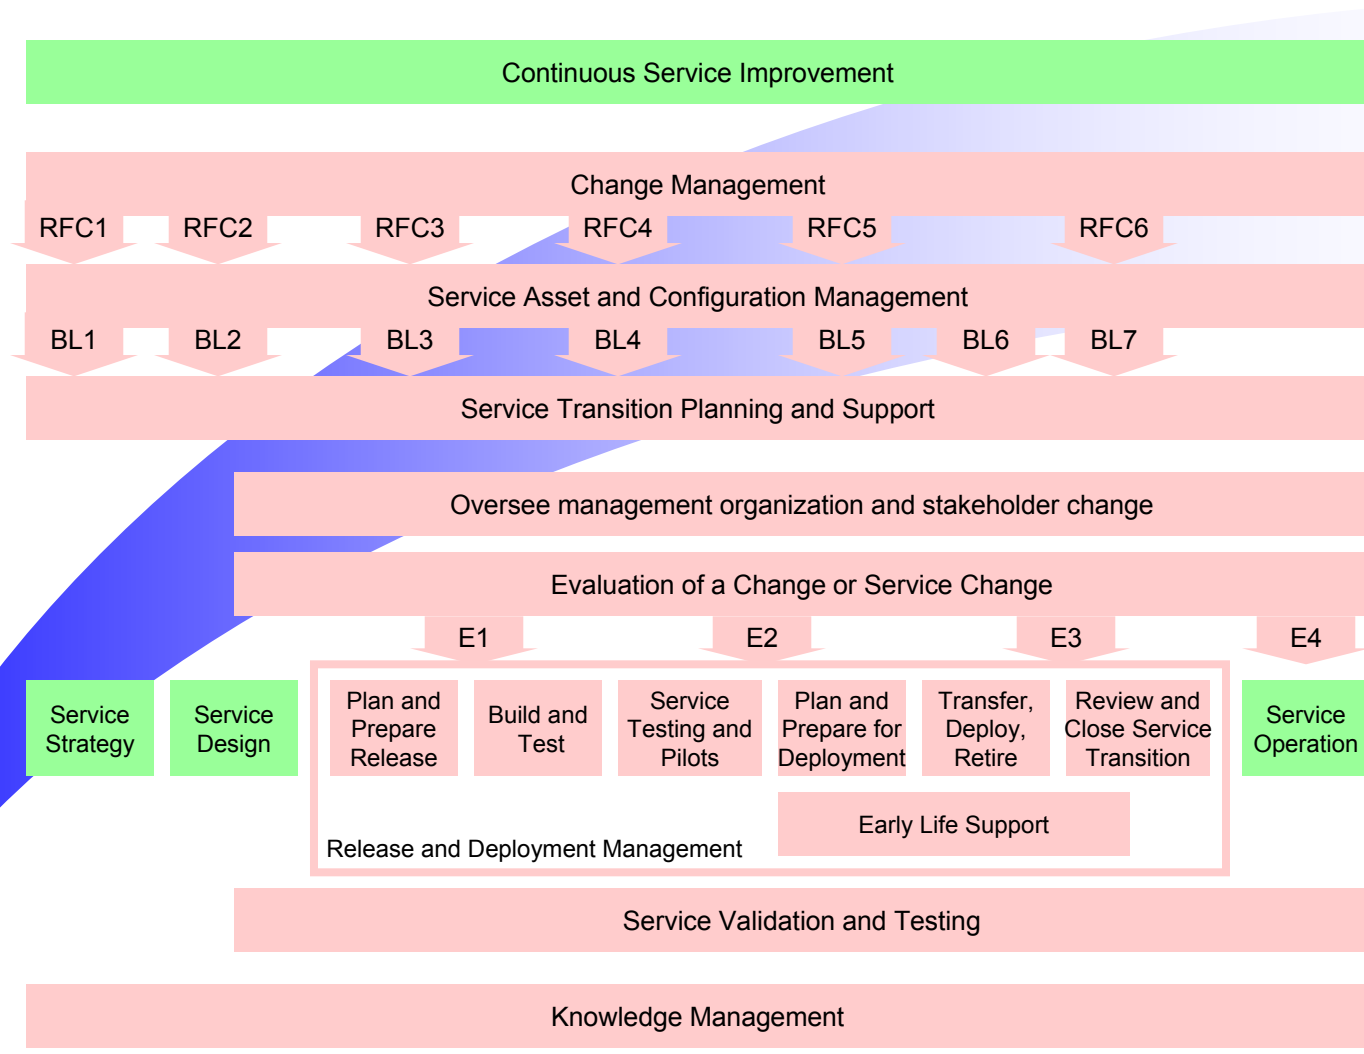 Continuous Service Improvement
Change Management
RFC1 RFC2 RFC3 RFC4 RFC5 RFC6
Service Asset and Configuration Management
BL1 BL2 BL3 BL4 BL5 BL6 BL7
Service Transition Planning and Support
Oversee management organization and stakeholder change
Evaluation of a Change or Service Change
E1 E2 E3 E4
Service
Strategy
Service
Design
Plan and
Prepare
Release
Build and
Test
Service
Testing and
Pilots
Plan and
Prepare for
Deployment
Transfer,
Deploy,
Retire
Review and
Close Service
Transition
Service
Operation
Early Life Support
Release and Deployment Management
Service Validation and Testing
Knowledge Management